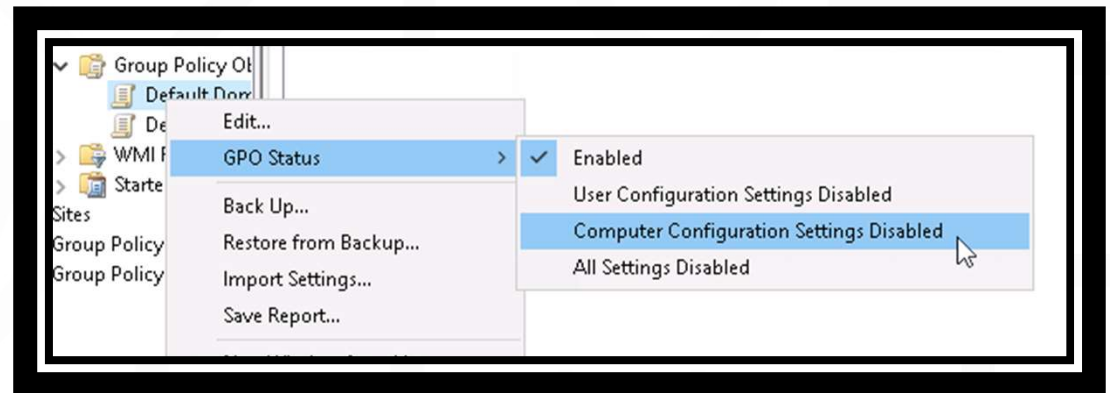 Group Policy Ob
Default Dom
De
Edit...
WMI F
GPO Status
Enabled
Starte
User Configuration Settings Disabled
Sites
Back Up...
Computer Configuration Settings Disabled
Group Policy
Restore from Backup...
All Settings Disabled
Group Policy
Import Settings...
Save Report...